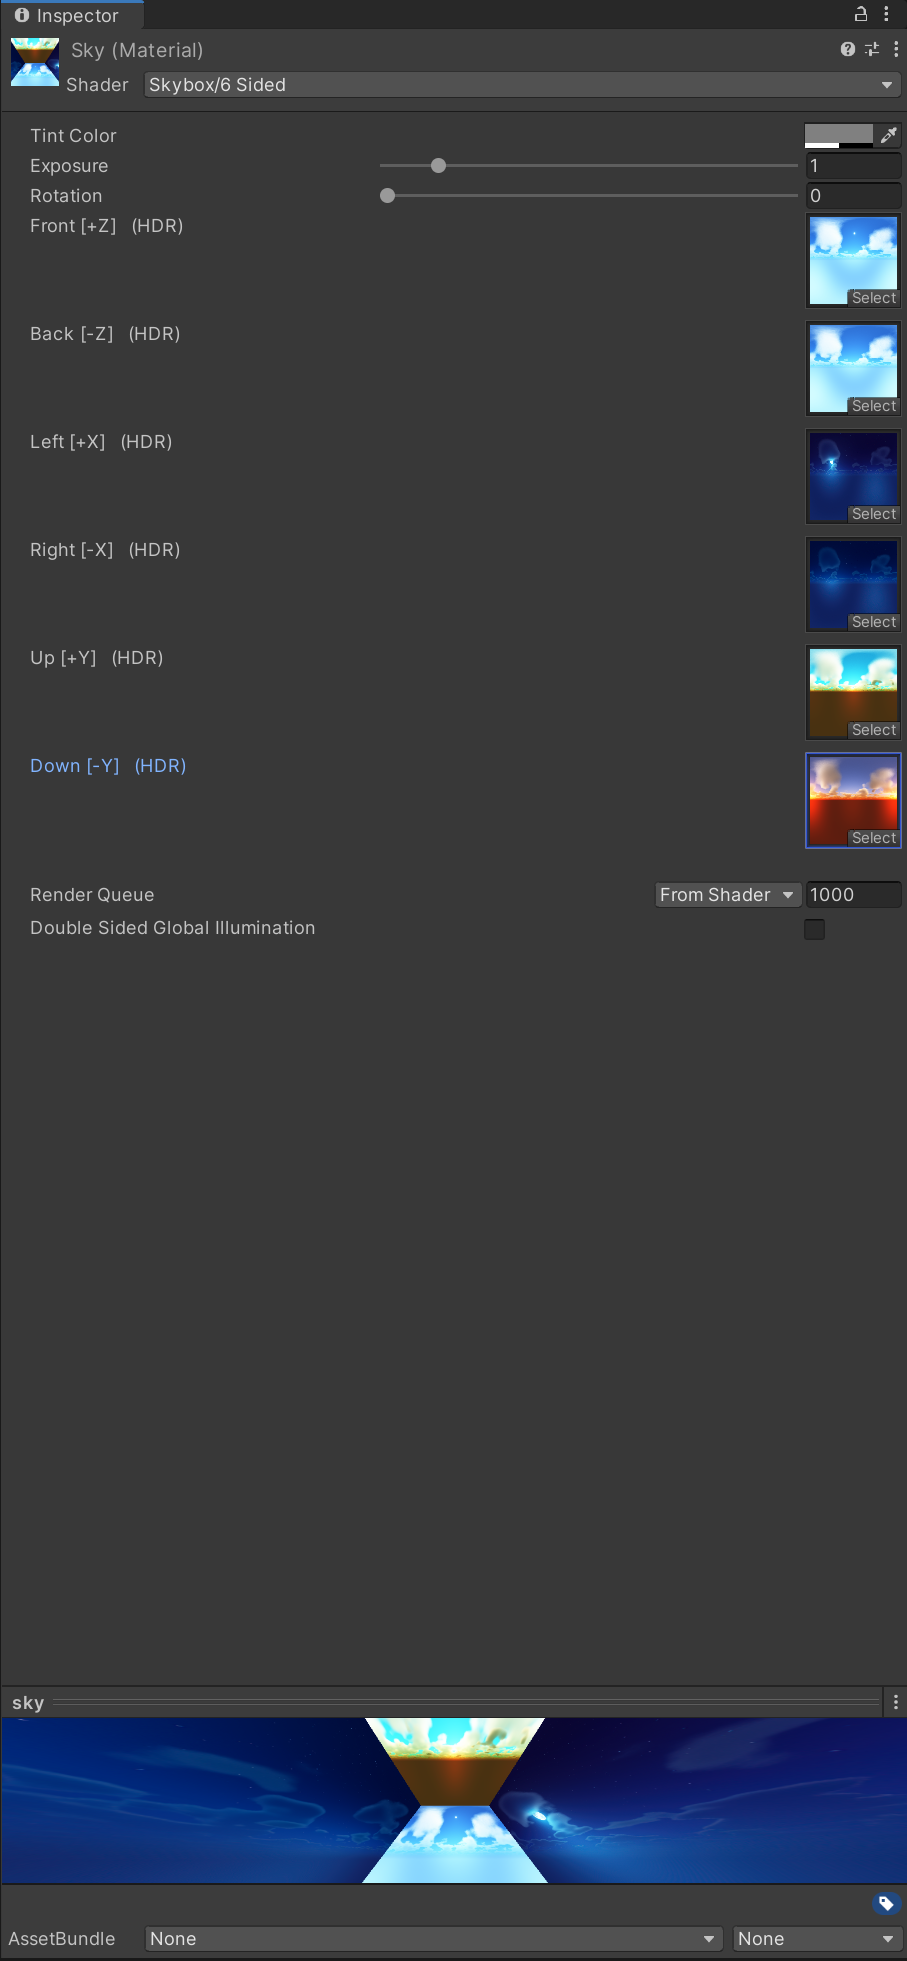 Inspector
Sky (Material)
Shader Skybox/6 Sided
Tint Color
Exposure 1
Rotation 0
Front [+Z] (HDR)
Select
Back [-Z] (HDR)
Select
Left [+X] (HDR)
Select
Right [-X] (HDR)
Select
Up [+Y] (HDR)
Select
Down [-Y] (HDR)
Select
Render Queue From Shader 1000
Double Sided Global Illumination
sky
AssetBundle None None